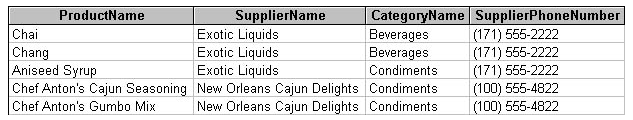 ProductName SupplierName CategoryName SupplierPhoneNumber
Chai Exotic Liquids Beverages (171) 555-2222
Chang Exotic Liquids Beverages (171) 555-2222
Aniseed Syrup Exotic Liquids Condiments (171) 555-2222
Chef Anton's Cajun Seasoning New Orleans Cajun Delights Condiments (100) 555-4822
Chef Anton's Gumbo Mix New Orleans Cajun Delights Condiments (100) 555-4822